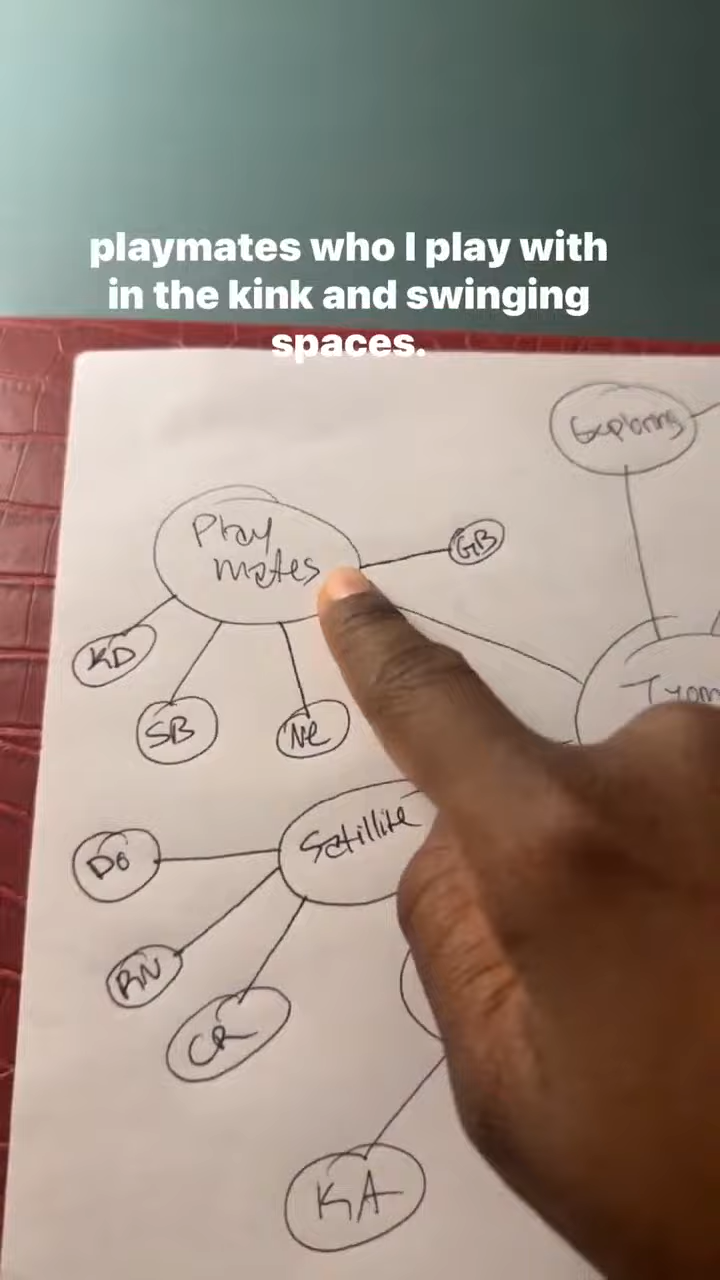 playmates who I play with
in the kink and swinging
spaces.
Exploring
Play
mates
GB
KD
SB
Ne
Tyom
Satillite
Do
RN
CR
KA